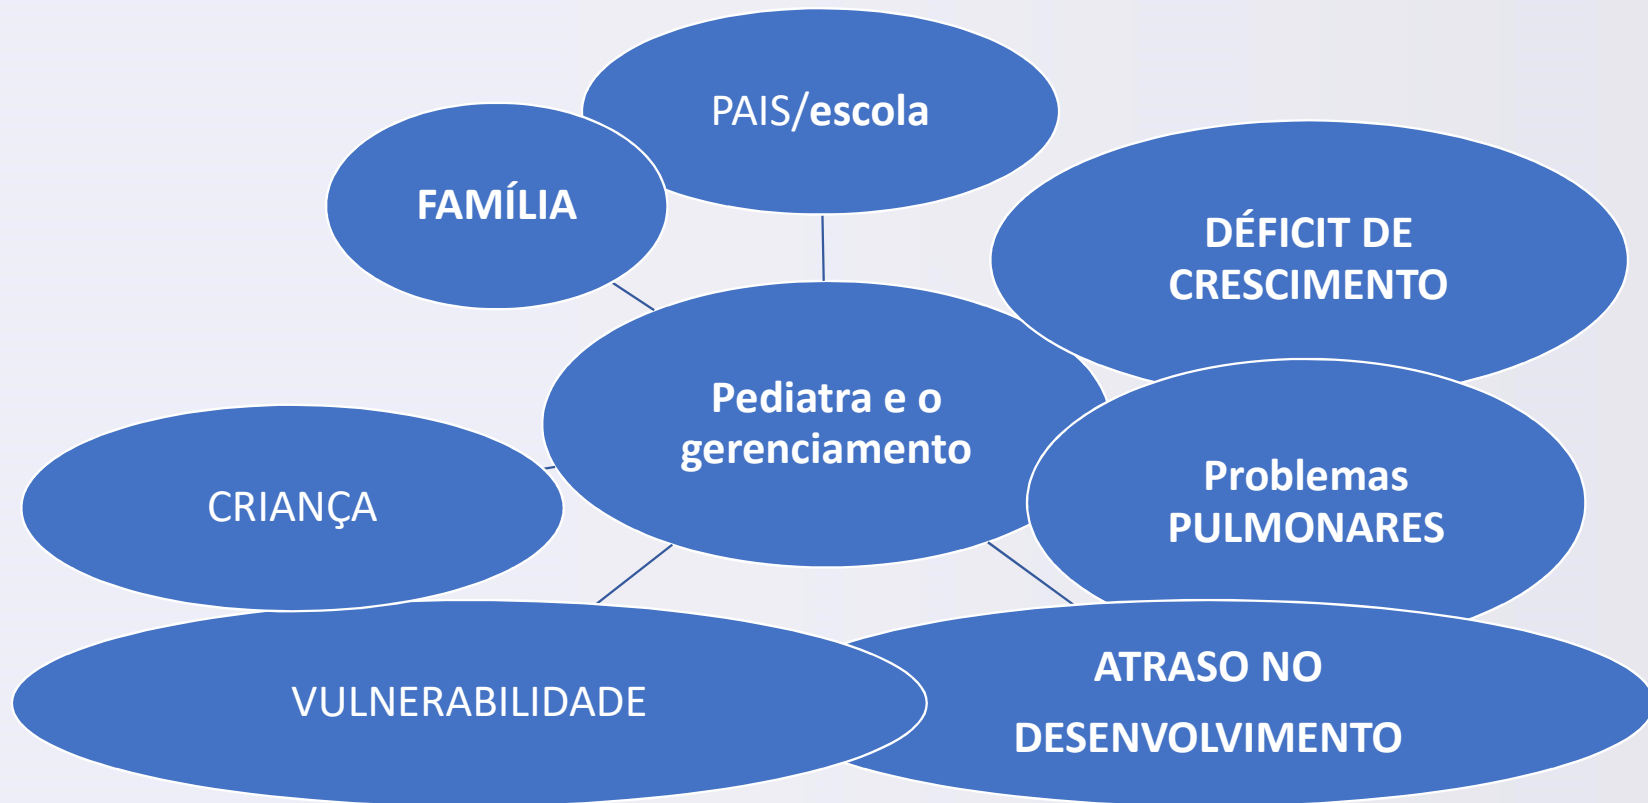 PAIS/escola
FAMÍLIA
DÉFICIT DE
CRESCIMENTO
Pediatra e o
gerenciamento
Problemas
PULMONARES
CRIANÇA
VULNERABILIDADE
ATRASO NO
DESENVOLVIMENTO